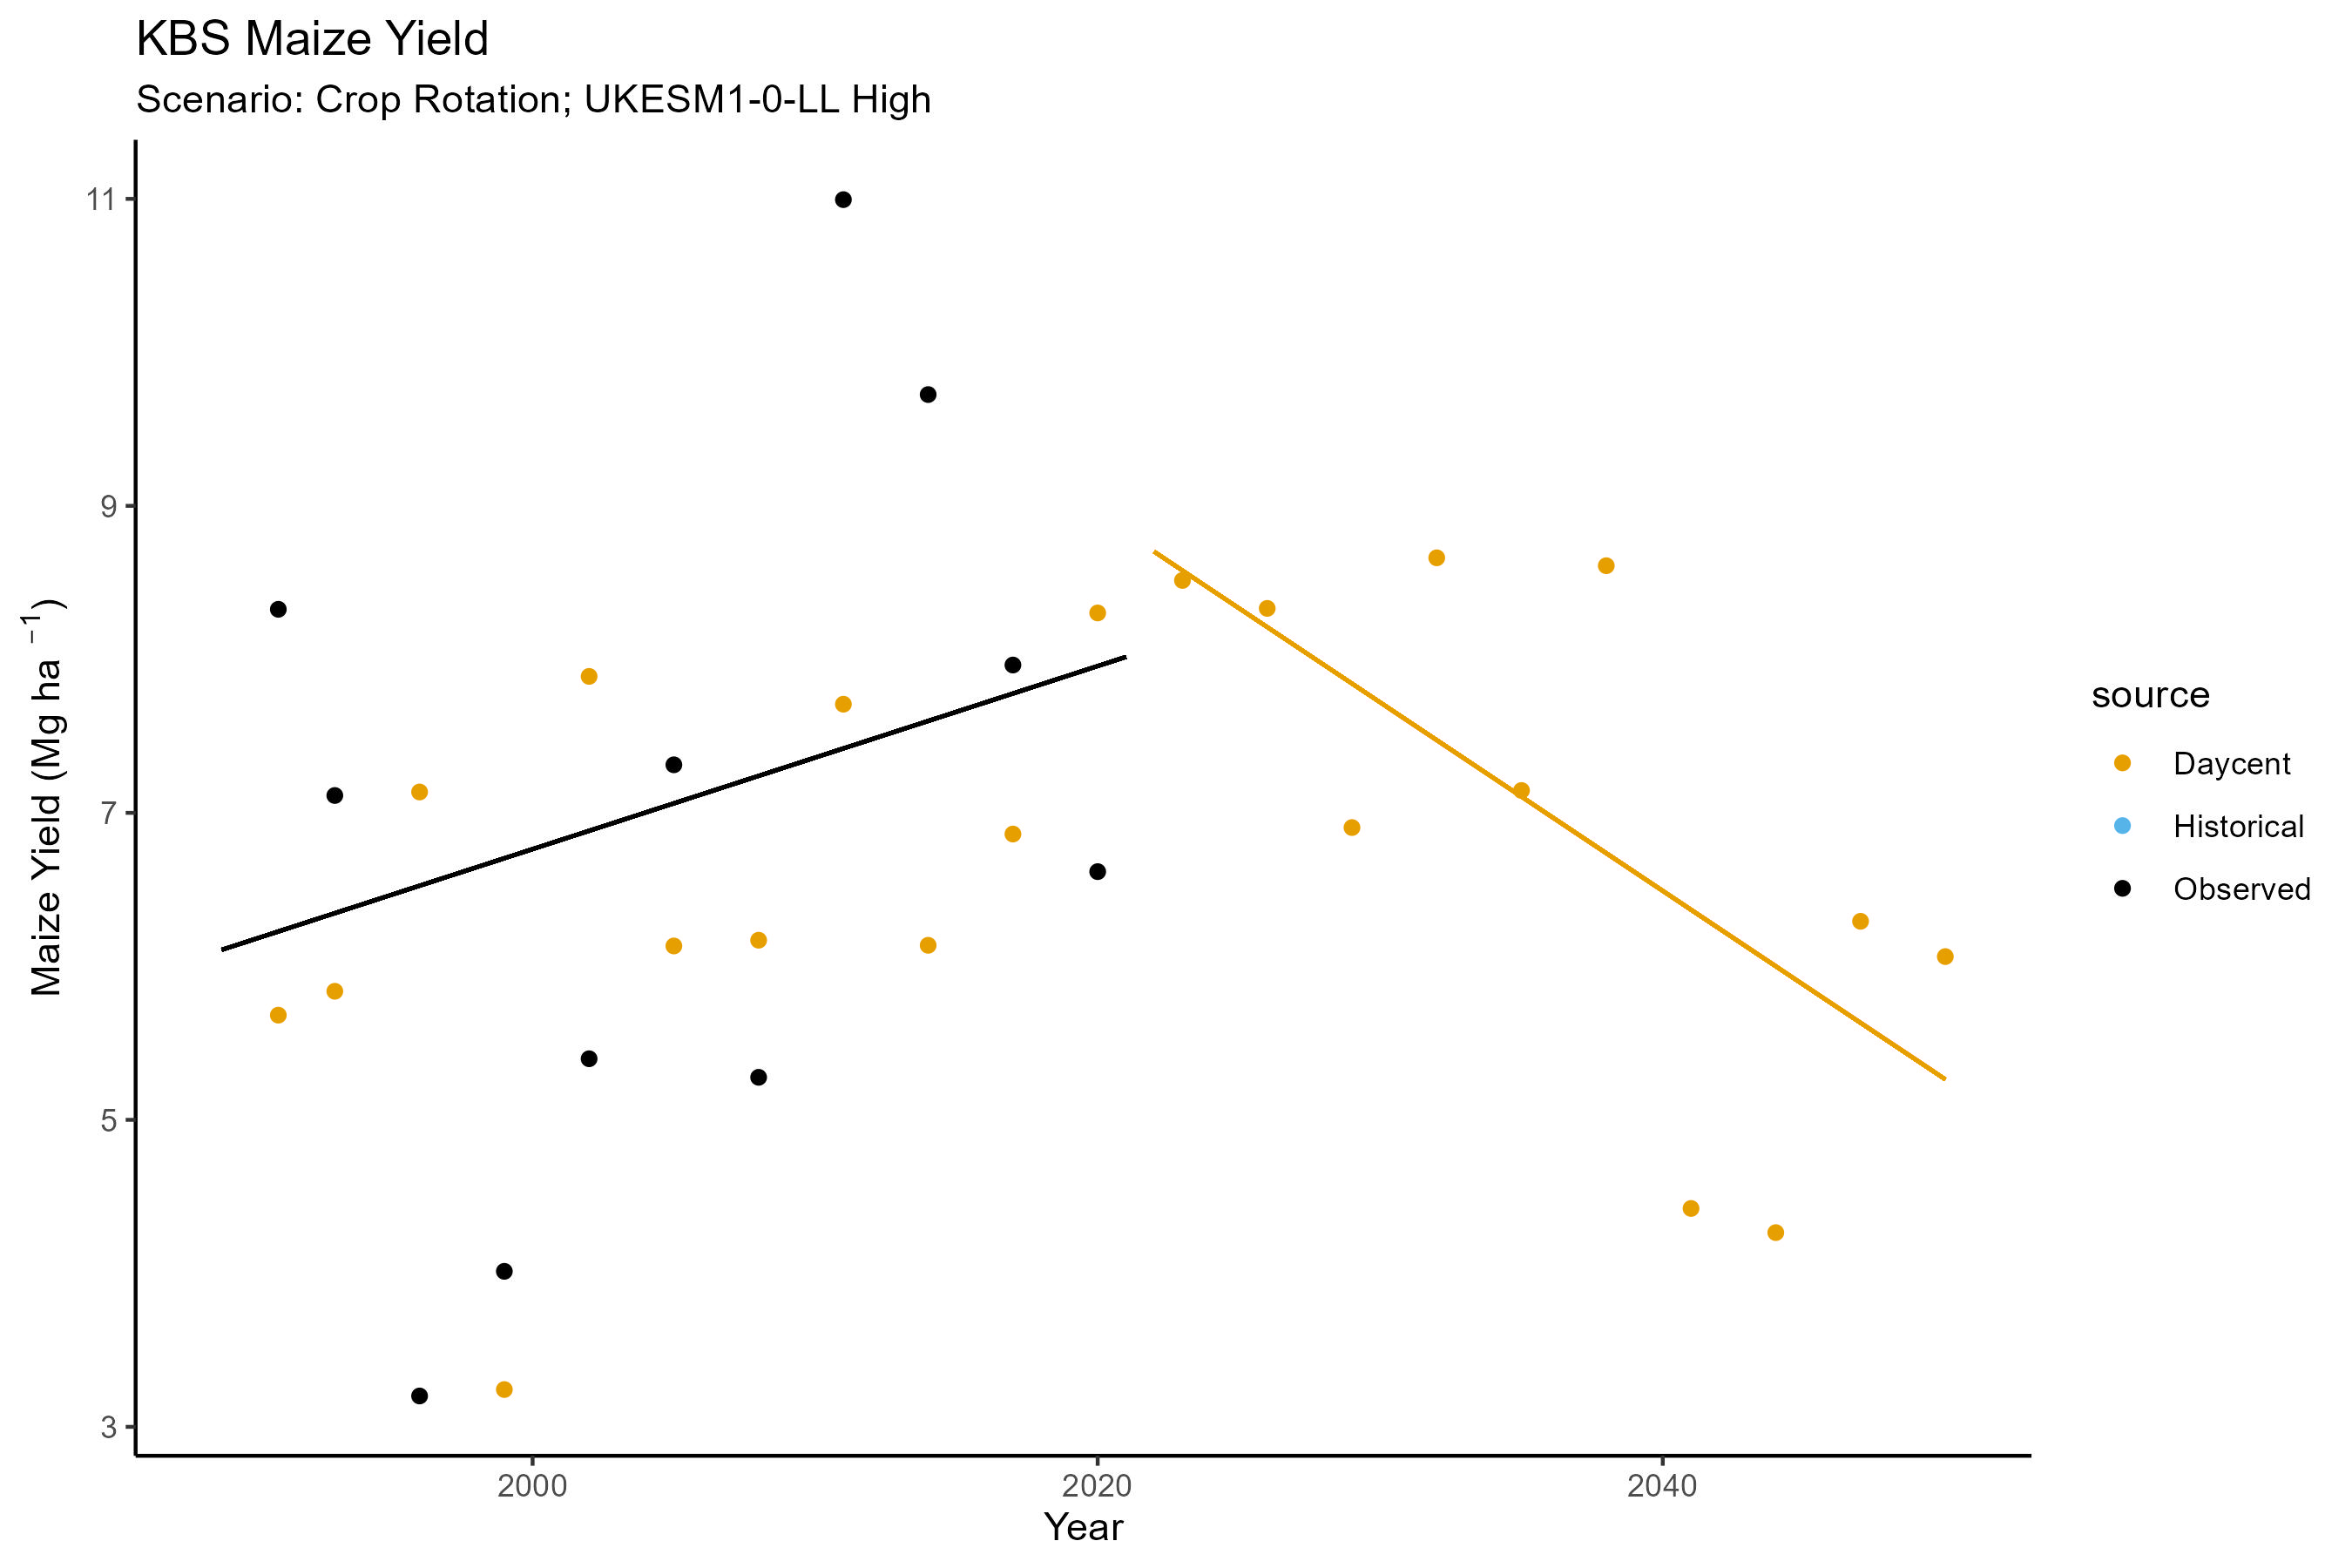 KBS Maize Yield
Scenario: Crop Rotation; UKESM1-0-LL High
Maize Yield (Mg ha ⁻¹)
11
9
7
5
3
2000
2020
2040
Year
source
Daycent
Historical
Observed